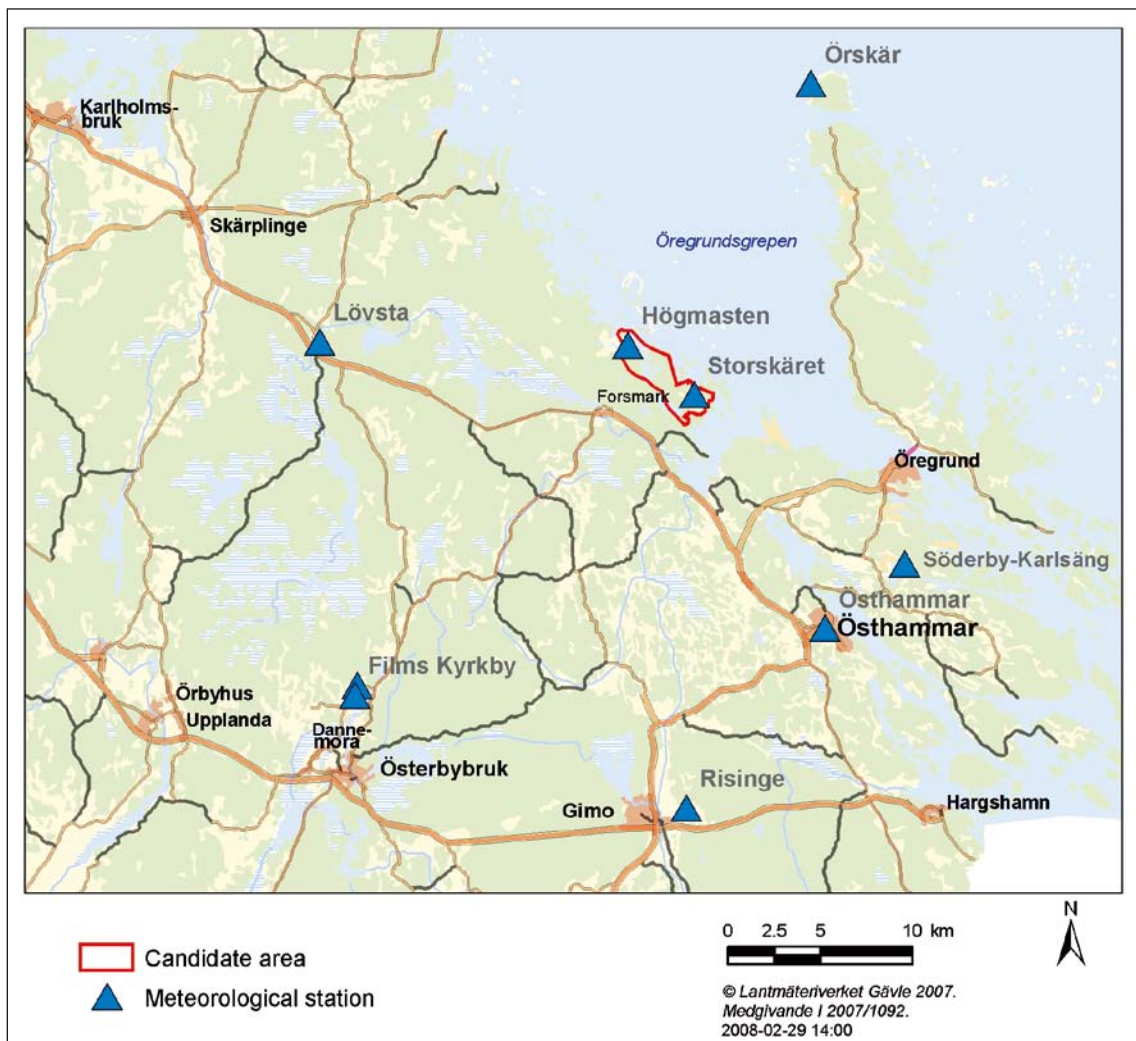 Örskär
Karlholms-
bruk
Skärplinge
Öregrundsgrepen
Lövsta
Högmasten
Storskäret
Forsmark
Öregrund
Söderby-Karlsäng
Östhammar
Östhammar
Films Kyrkby
Örbyhus
Upplanda
Danne-
mora
Österbybruk
Risinge
Gimo
Hargshamn
N
0 2.5 5 10 km
Candidate area
Meteorological station
© Lantmäteriverket Gävle 2007.
Medgivande I 2007/1092.
2008-02-29 14:00